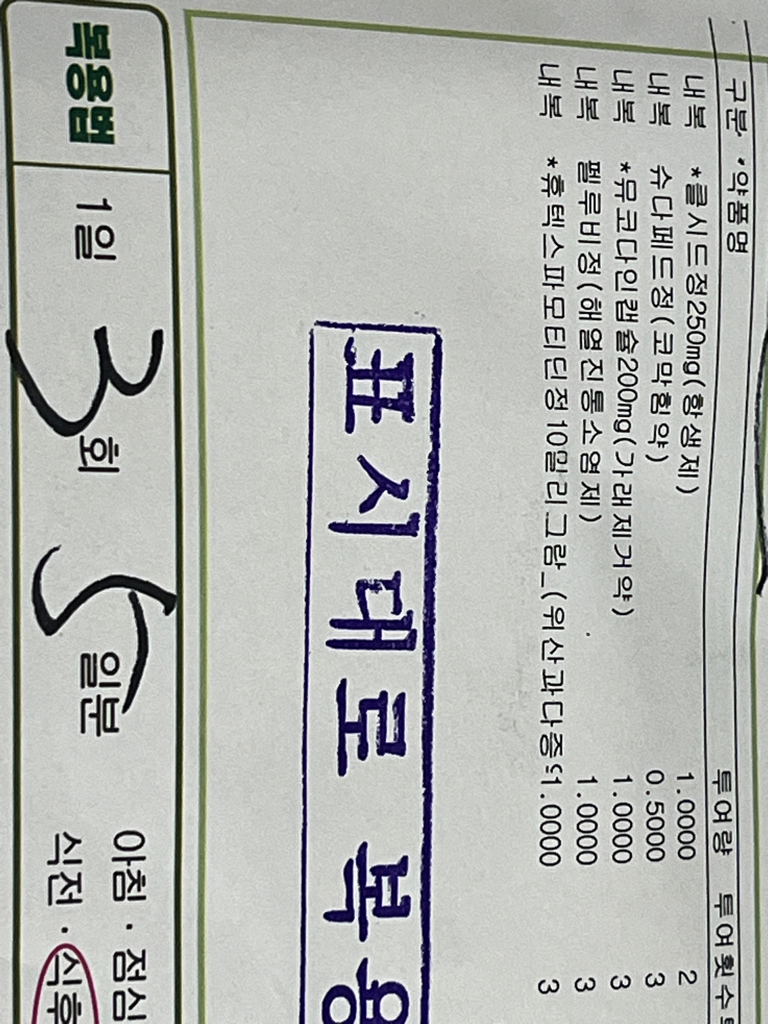 구분 약품명 투여량 투여횟수
내복 *클시드정250mg(항생제) 1.0000 2
내복 슈다페드정(코막힘약) 0.5000 3
내복 *뮤코다인캡슐200mg(가래제거약) 1.0000 3
내복 펠루비정(해열진통소염제) 1.0000 3
내복 *휴텍스파모티딘정10밀리그람_(위산과다증 1.0000 3
표시대로 복용
복용법 1일 3회 5일분
아침 · 점심
식전 · 식후